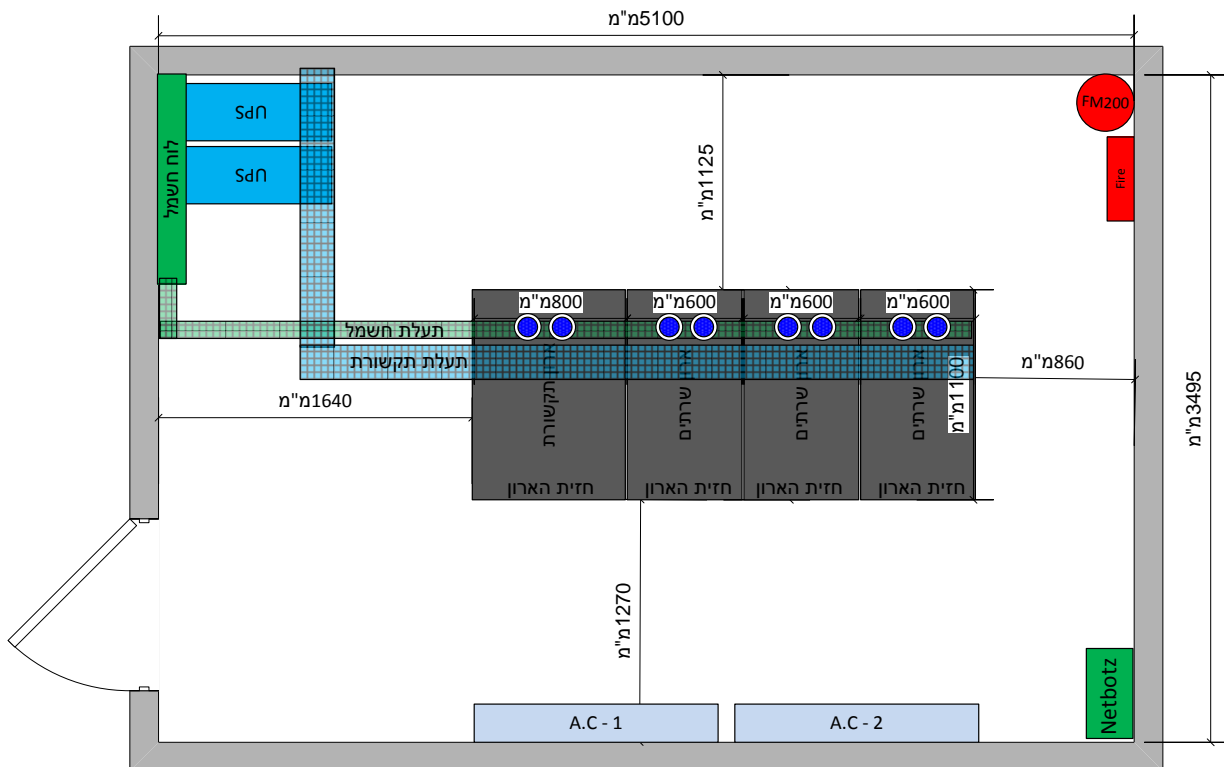 5100מ"מ
FM200
UPS
UPS
לוח חשמל
Fire
1125מ"מ
800מ"מ
600מ"מ
600מ"מ
600מ"מ
תעלת חשמל
תעלת תקשורת
860מ"מ
1640מ"מ
ארון תקשורת
ארון שרתים
ארון שרתים
ארון שרתים
1100מ"מ
3495מ"מ
חזית הארון
חזית הארון
חזית הארון
חזית הארון
1270מ"מ
Netbotz
A.C - 1
A.C - 2